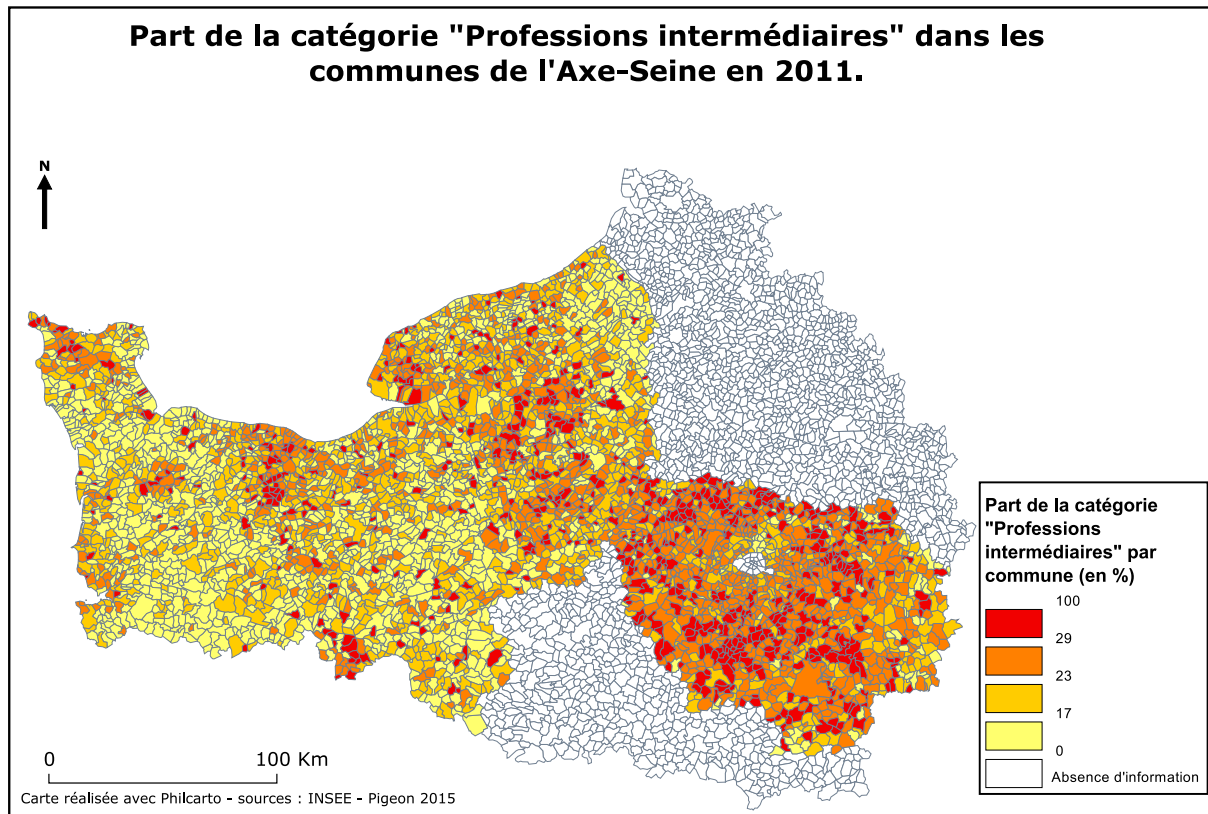 Part de la catégorie "Professions intermédiaires" dans les
communes de l'Axe-Seine en 2011.
N
Part de la catégorie
"Professions
intermédiaires" par
commune (en %)
100
29
23
17
0
Absence d'information
0 100 Km
Carte réalisée avec Philcarto - sources : INSEE - Pigeon 2015